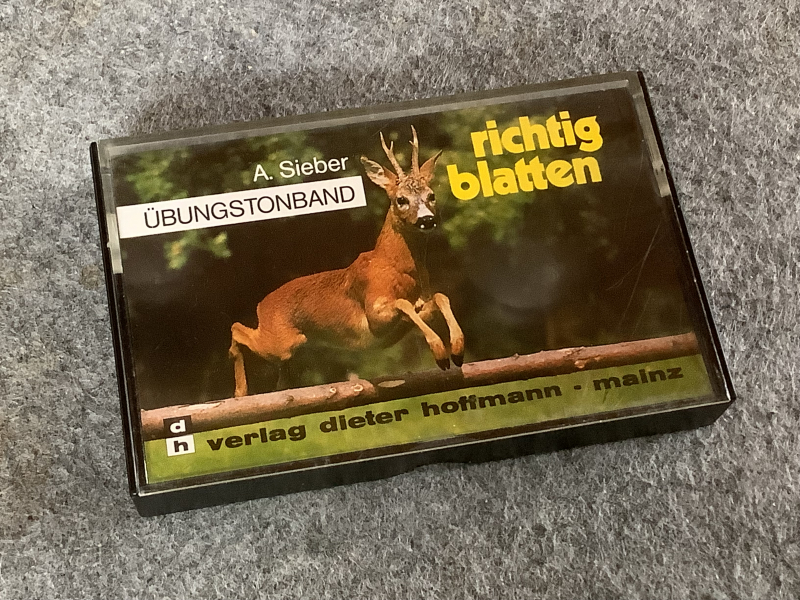 A. Sieber
ÜBUNGSTONBAND
richtig
blatten
d
h
verlag dieter hoffmann - mainz